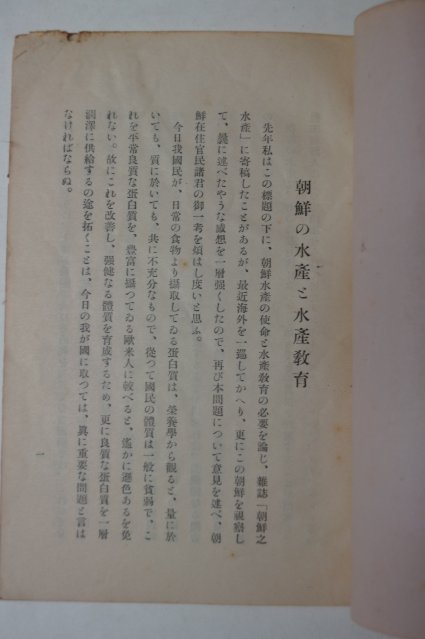 朝鮮の水産と水産敎育
先年私はこの標題の下に、朝鮮水産の使命と水産敎育の必要を論じ、雜誌「朝鮮之
水産」に寄稿したことがあるが、最近海外を一巡してかへり、更にこの朝鮮を視察し
て、曩に述べたやうな感想を一層强くしたので、再び本問題について意見を述べ、朝
鮮在住官民諸君の御一考を煩はし度いと思ふ。
今日我國民が、日常の食物より攝取してゐる蛋白質は、榮養學から觀ると、量に於
いても、質に於いても、共に不充分なもので、從つて國民の體質は一般に貧弱で、こ
れを平常良質な蛋白質を、豐富に攝つてゐる歐米人に較べると、遙かに遜色あるを免
れない。故にこれを改善し、强健なる體質を育成するため、更に良質な蛋白質を一層
潤澤に供給するの途を拓くことは、今日の我が國に取つては、眞に重要な問題と言は
なければならぬ。
一